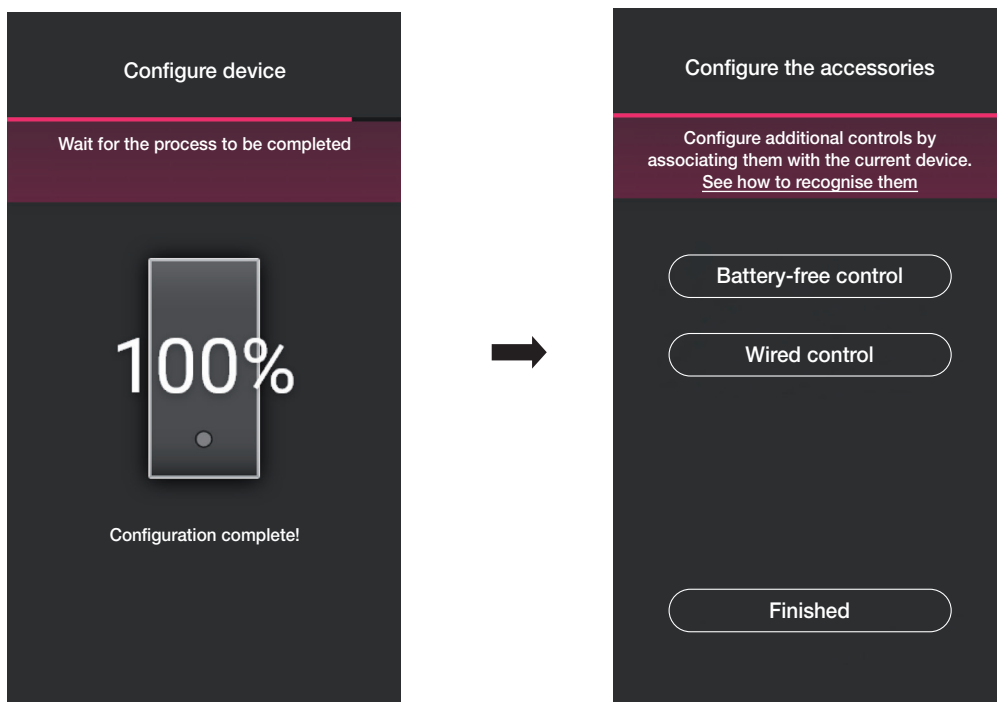 Configure device
Wait for the process to be completed
100%
Configuration complete!
Configure the accessories
Configure additional controls by
associating them with the current device.
See how to recognise them
Battery-free control
Wired control
Finished